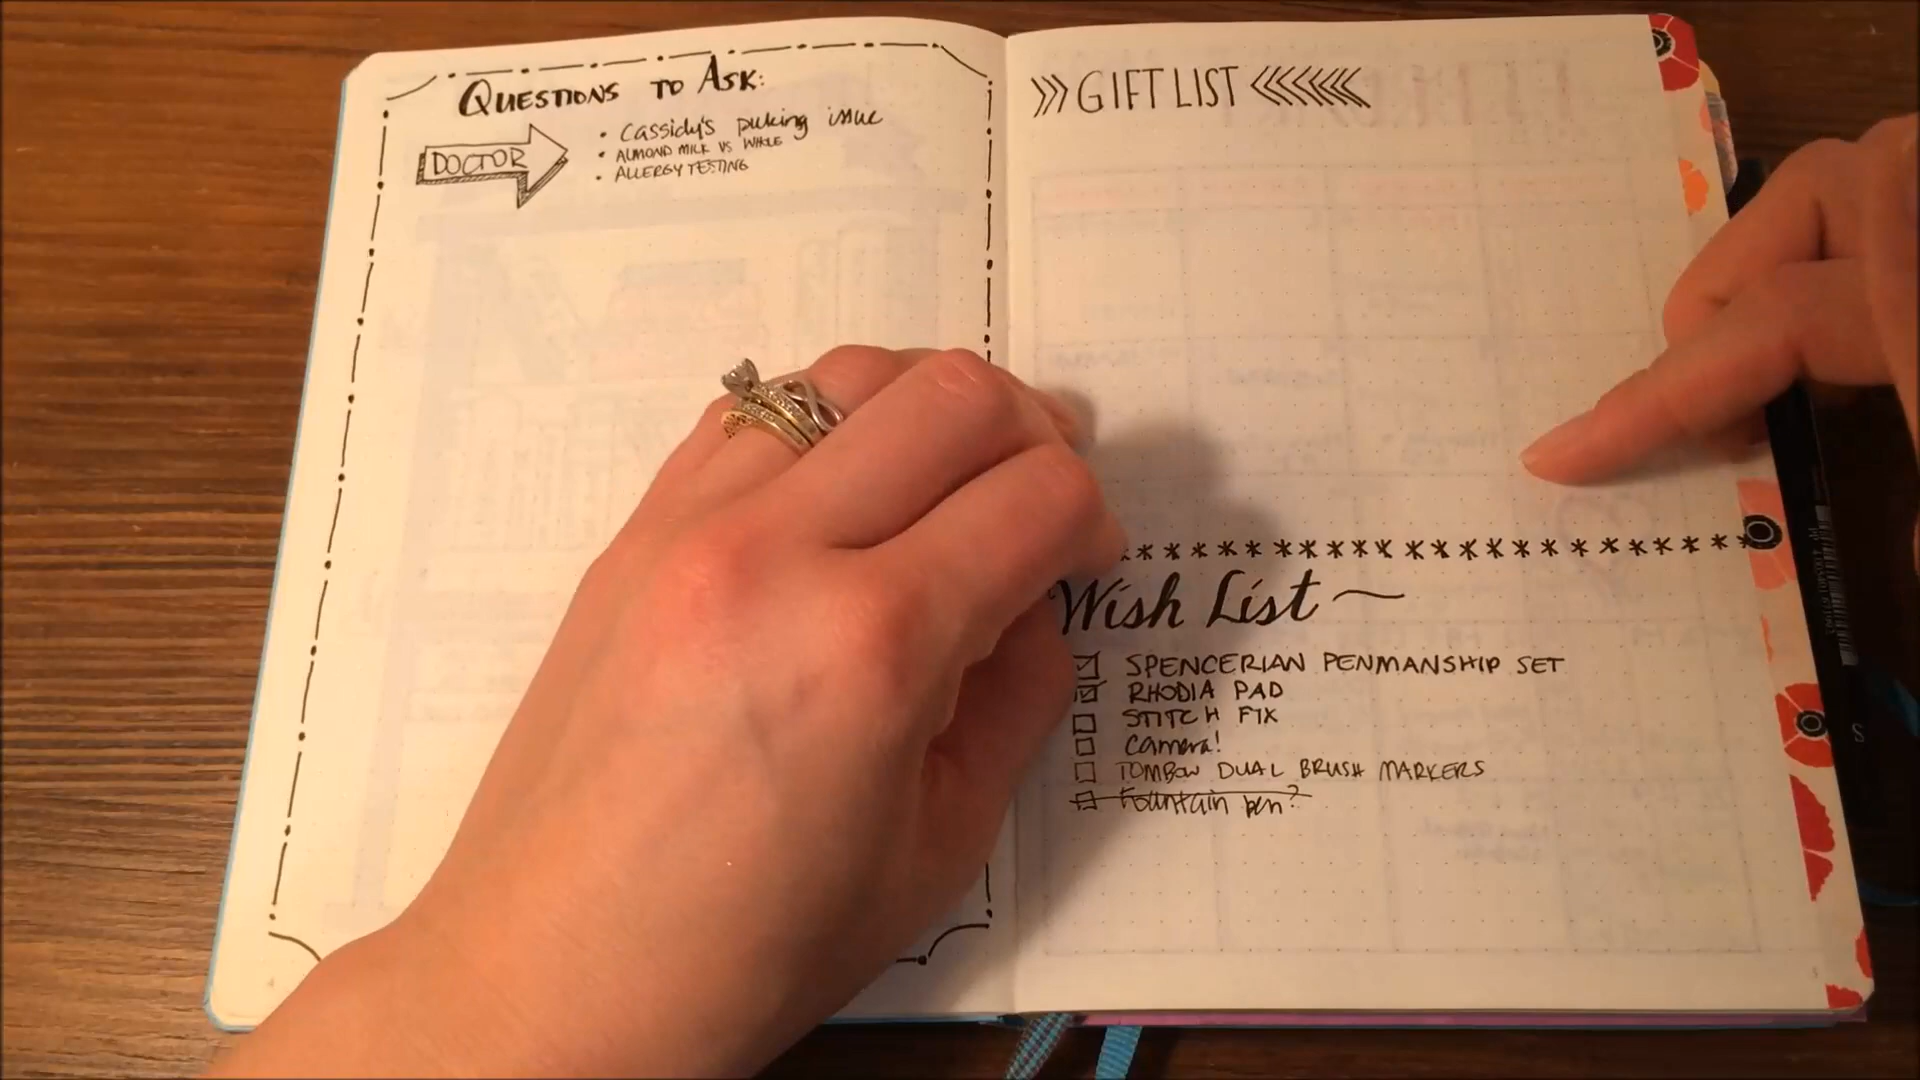 QUESTIONS TO ASK:
DOCTOR
• Cassidy's puking issue
• ALMOND MILK VS WHOLE
• ALLERGY TESTING
GIFT LIST
Wish List
SPENCERIAN PENMANSHIP SET
RHODIA PAD
STITCH FIX
Camera!
TOMBOW DUAL BRUSH MARKERS
Fountain pen?